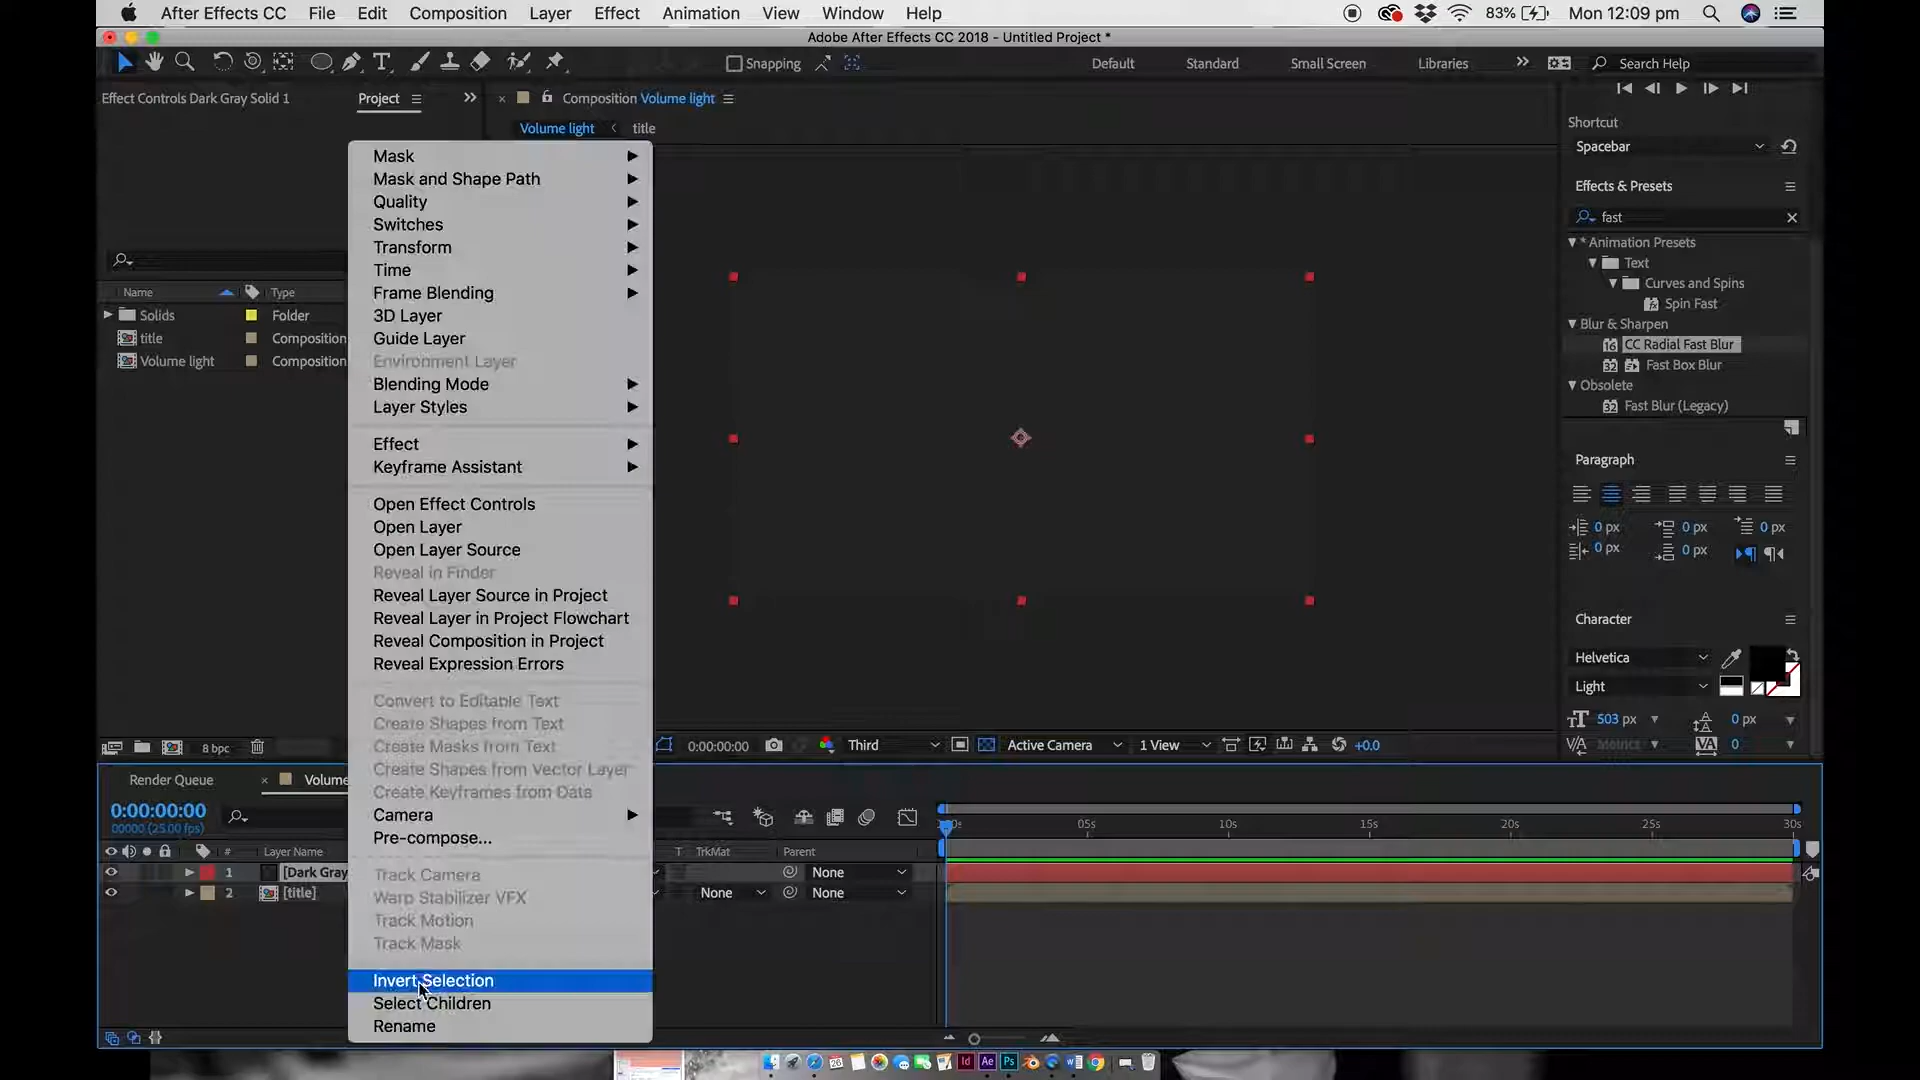 After Effects CC File Edit Composition Layer Effect Animation View Window Help 83% Mon 12:09 pm
Adobe After Effects CC 2018 - Untitled Project *
Snapping Default Standard Small Screen Libraries Search Help
Effect Controls Dark Gray Solid 1 Project Composition Volume light
Volume light title
Shortcut
Spacebar
Effects & Presets
fast
* Animation Presets
Text
Curves and Spins
Spin Fast
Blur & Sharpen
CC Radial Fast Blur
Fast Box Blur
Obsolete
Fast Blur (Legacy)
Name Type
Solids Folder
title Composition
Volume light Composition
Mask
Mask and Shape Path
Quality
Switches
Transform
Time
Frame Blending
3D Layer
Guide Layer
Environment Layer
Blending Mode
Layer Styles
Effect
Keyframe Assistant
Open Effect Controls
Open Layer
Open Layer Source
Reveal in Finder
Reveal Layer Source in Project
Reveal Layer in Project Flowchart
Reveal Composition in Project
Reveal Expression Errors
Convert to Editable Text
Create Shapes from Text
Create Masks from Text
Create Shapes from Vector Layer
Create Keyframes from Data
Camera
Pre-compose...
Track Camera
Warp Stabilizer VFX
Track Motion
Track Mask
Invert Selection
Select Children
Rename
Paragraph
0 px 0 px 0 px
0 px 0 px
Character
Helvetica
Light
503 px 0 px
Metrics 0
8 bpc 0:00:00:00 Third Active Camera 1 View +0.0
Render Queue Volume
0:00:00:00
00000 (25.00 fps)
05s 10s 15s 20s 25s 30s
# Layer Name T TrkMat Parent
1 [Dark Gray None
2 [title] None None